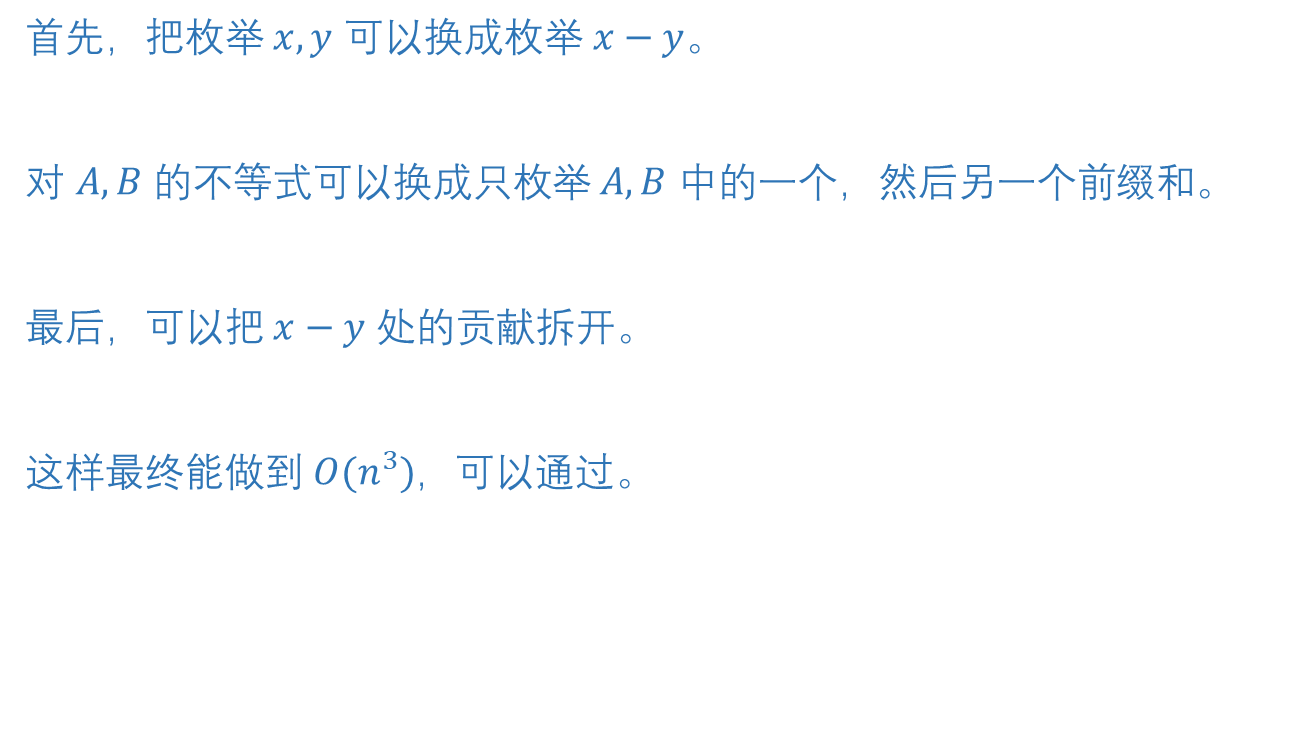 首先，把枚举 x, y 可以换成枚举 x − y。
对 A, B 的不等式可以换成只枚举 A, B 中的一个，然后另一个前缀和。
最后，可以把 x − y 处的贡献拆开。
这样最终能做到 O(n³)，可以通过。